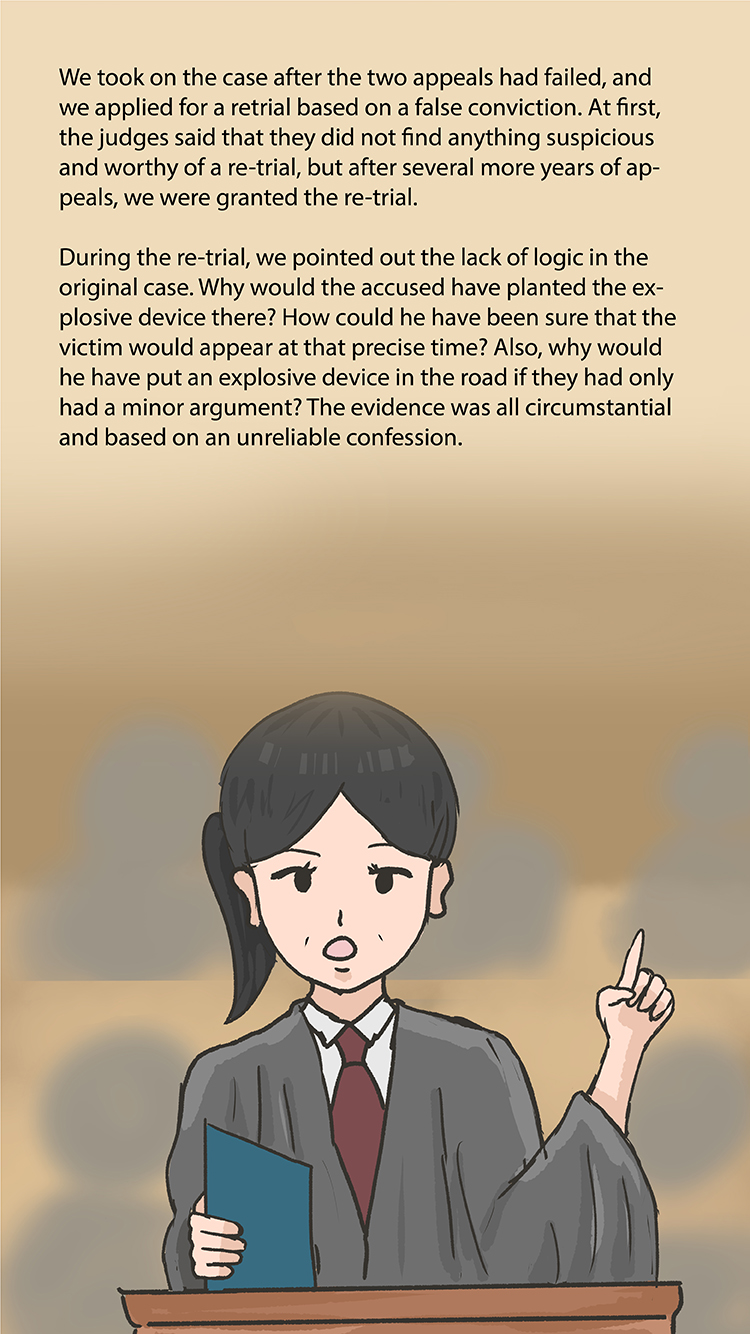 We took on the case after the two appeals had failed, and
we applied for a retrial based on a false conviction. At first,
the judges said that they did not find anything suspicious
and worthy of a re-trial, but after several more years of ap-
peals, we were granted the re-trial.
During the re-trial, we pointed out the lack of logic in the
original case. Why would the accused have planted the ex-
plosive device there? How could he have been sure that the
victim would appear at that precise time? Also, why would
he have put an explosive device in the road if they had only
had a minor argument? The evidence was all circumstantial
and based on an unreliable confession.